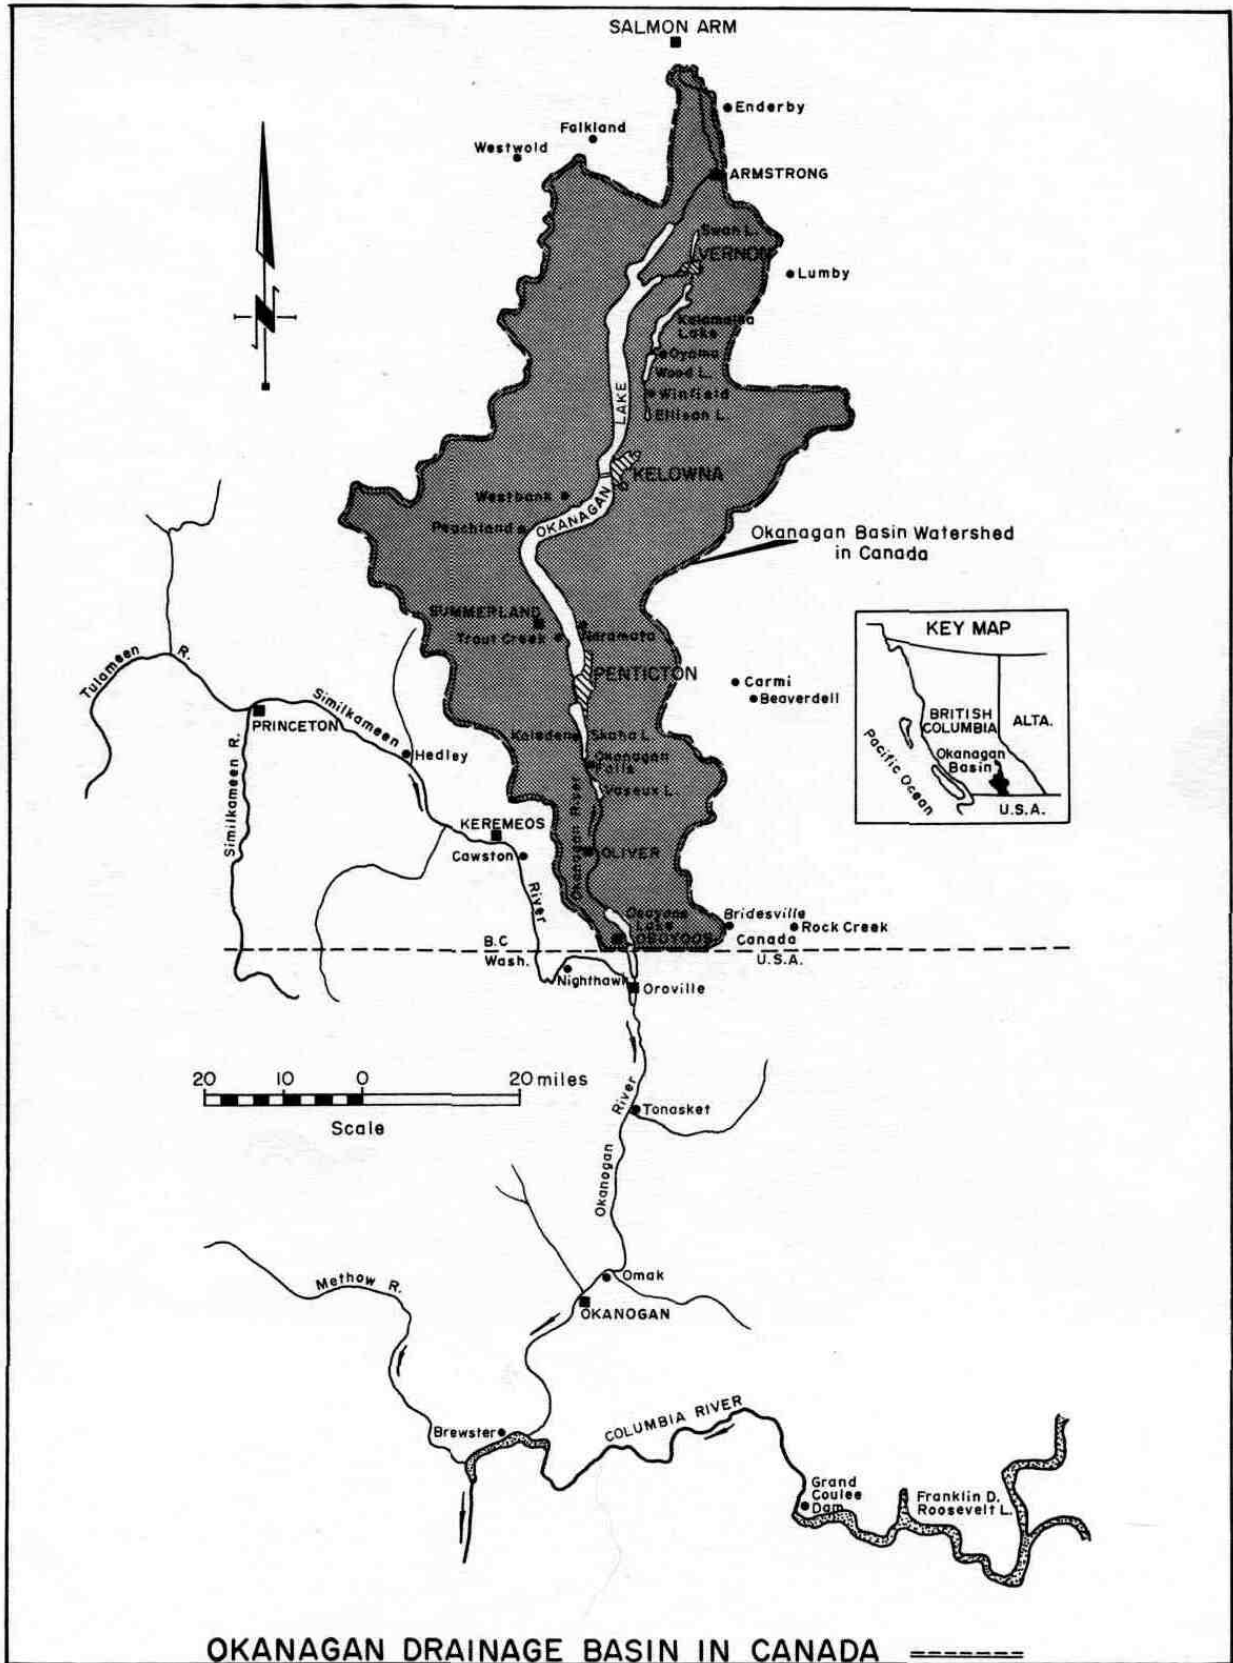 SALMON ARM
Enderby
Falkland
Westwold
ARMSTRONG
Swan L.
VERNON
Lumby
Kalamalka
Lake
Oyama
Wood L.
Winfield
Ellison L.
LAKE
KELOWNA
Westbank
OKANAGAN
Peachland
Okanagan Basin Watershed
in Canada
SUMMERLAND
Trout Creek
Naramata
PENTICTON
Carmi
Beaverdell
KEY MAP
BRITISH
COLUMBIA
ALTA.
Pacific Ocean
Okanagan
Basin
U.S.A.
Tulameen R.
PRINCETON
Similkameen
Similkameen R.
Hedley
Kaleden
Skaha L.
Okanagan
Falls
Vaseux L.
Okanagan River
KEREMEOS
Cawston
River
OLIVER
Osoyoos
Lake
OSOYOOS
Bridesville
Rock Creek
B.C
Canada
Wash.
U.S.A.
Nighthawk
Oroville
20 10 0 20 miles
Scale
Okanogan River
Tonasket
Methow R.
Omak
OKANOGAN
Brewster
COLUMBIA RIVER
Grand
Coulee
Dam
Franklin D.
Roosevelt L.
OKANAGAN DRAINAGE BASIN IN CANADA